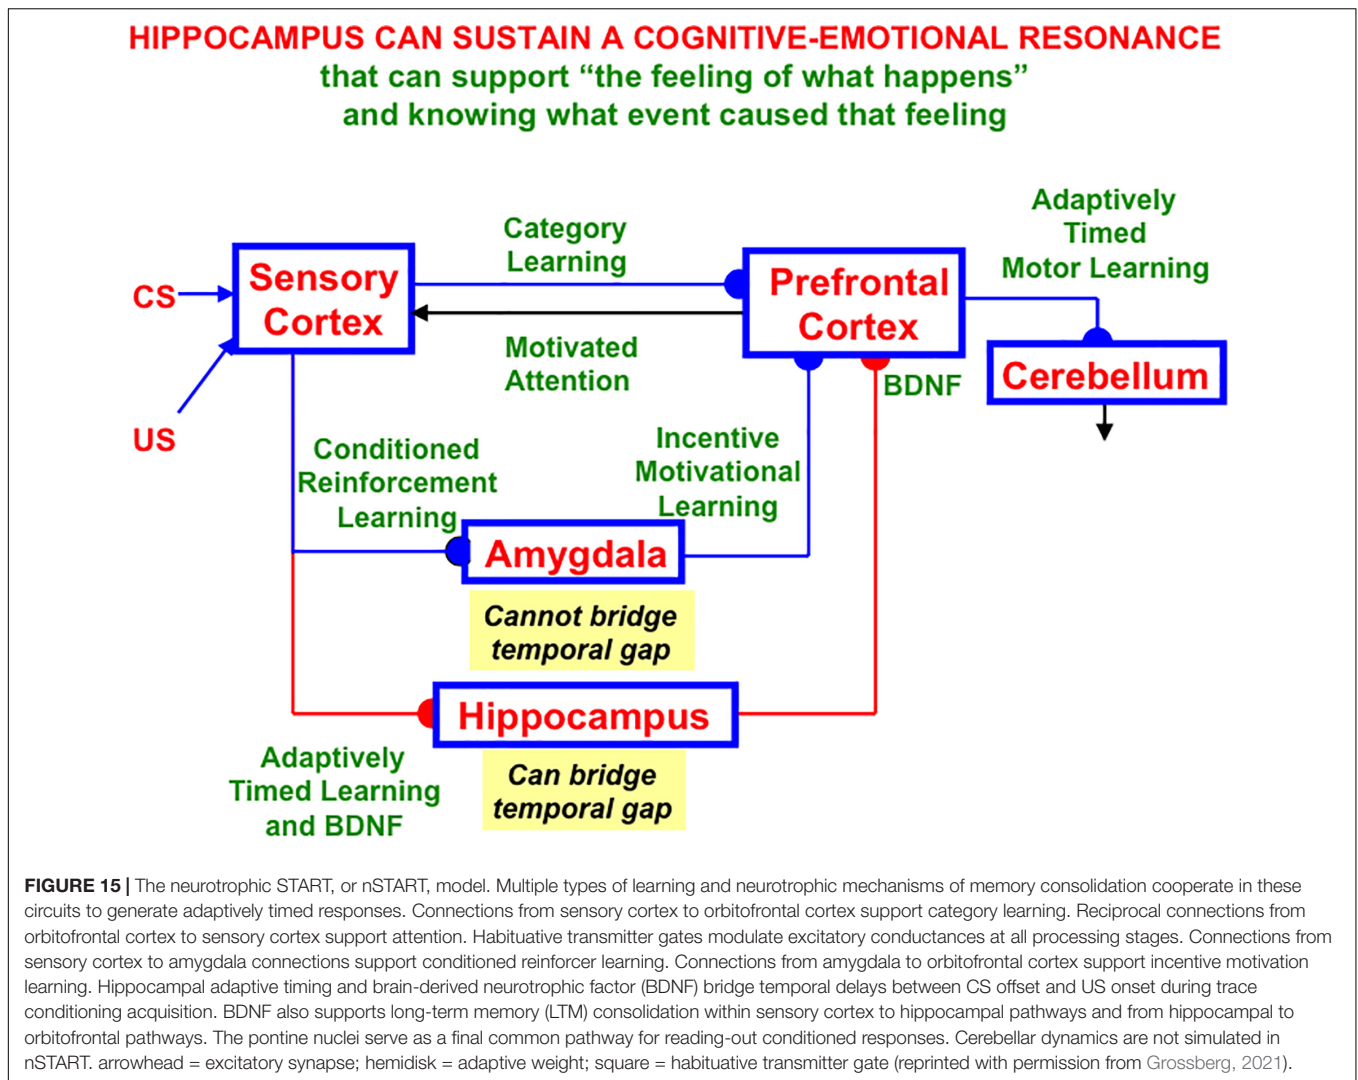 HIPPOCAMPUS CAN SUSTAIN A COGNITIVE-EMOTIONAL RESONANCE
that can support “the feeling of what happens”
and knowing what event caused that feeling
Adaptively
Timed
Motor Learning
Category
Learning
Sensory
Cortex
Prefrontal
Cortex
CS
Motivated
Attention
BDNF
Cerebellum
US
Conditioned
Reinforcement
Learning
Incentive
Motivational
Learning
Amygdala
Cannot bridge
temporal gap
Hippocampus
Adaptively
Timed Learning
and BDNF
Can bridge
temporal gap
FIGURE 15 | The neurotrophic START, or nSTART, model. Multiple types of learning and neurotrophic mechanisms of memory consolidation cooperate in these
circuits to generate adaptively timed responses. Connections from sensory cortex to orbitofrontal cortex support category learning. Reciprocal connections from
orbitofrontal cortex to sensory cortex support attention. Habituative transmitter gates modulate excitatory conductances at all processing stages. Connections from
sensory cortex to amygdala connections support conditioned reinforcer learning. Connections from amygdala to orbitofrontal cortex support incentive motivation
learning. Hippocampal adaptive timing and brain-derived neurotrophic factor (BDNF) bridge temporal delays between CS offset and US onset during trace
conditioning acquisition. BDNF also supports long-term memory (LTM) consolidation within sensory cortex to hippocampal pathways and from hippocampal to
orbitofrontal pathways. The pontine nuclei serve as a final common pathway for reading-out conditioned responses. Cerebellar dynamics are not simulated in
nSTART. arrowhead = excitatory synapse; hemidisk = adaptive weight; square = habituative transmitter gate (reprinted with permission from Grossberg, 2021).